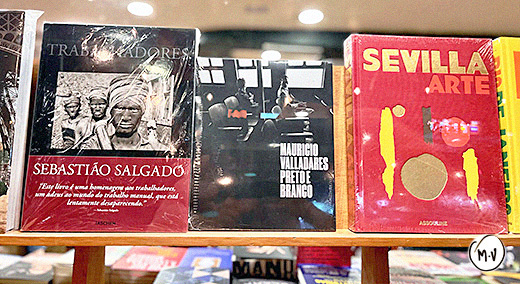 TRABALHADORES
SEBASTIÃO SALGADO
"Este livro é uma homenagem aos trabalhadores,
um adeus ao mundo do trabalho manual, que está
lentamente desaparecendo."
TASCHEN
MAURICIO
VALLADARES
PRETO E
BRANCO
SEVILLA
ARTE
ASSOULINE
M·V